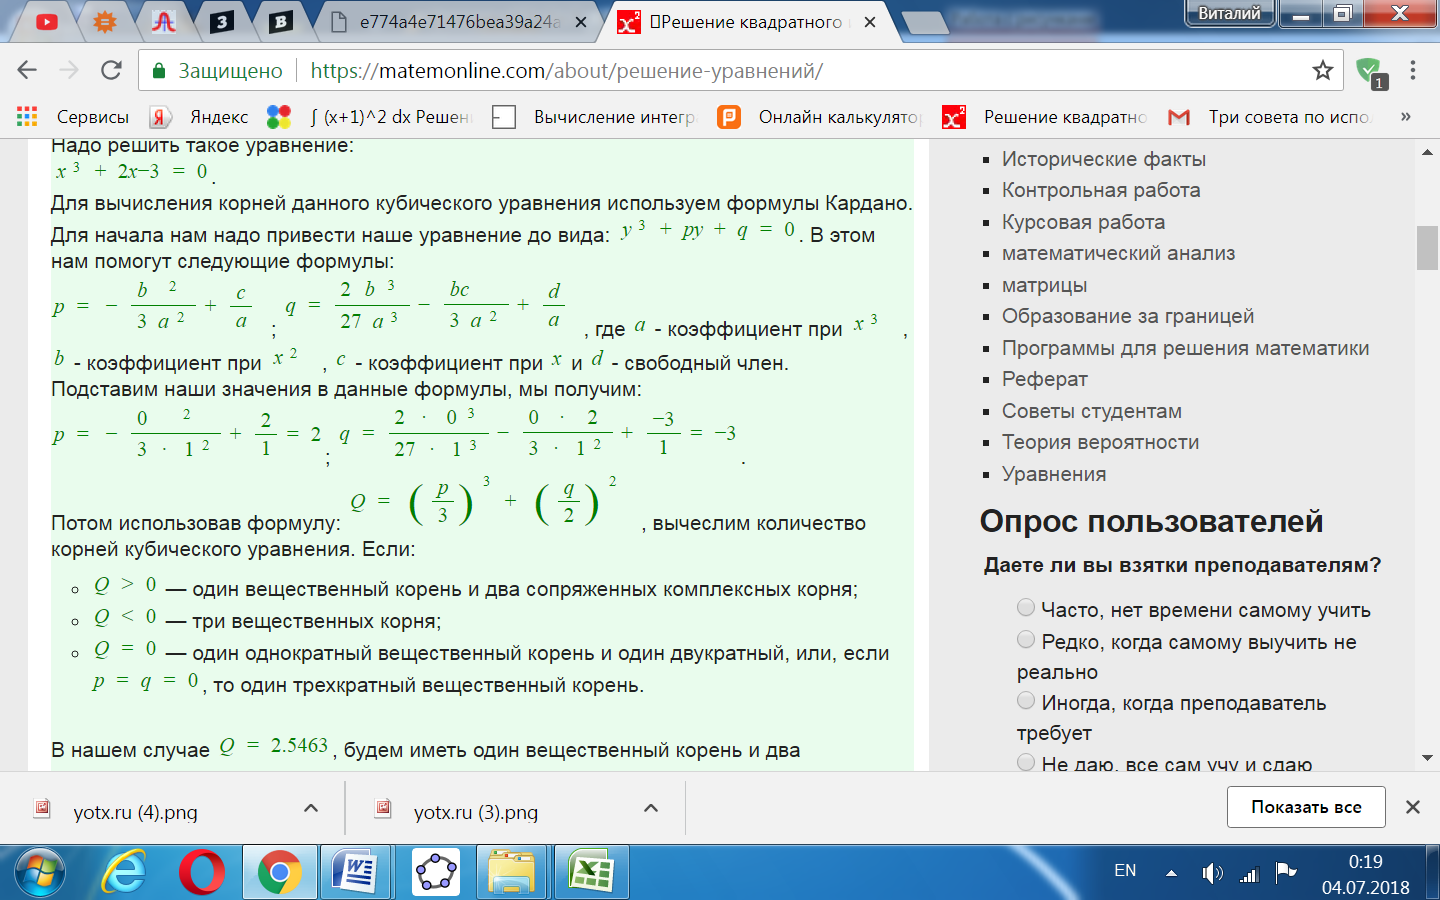 e774a4e71476bea39a24a
Решение квадратного
Виталий
Защищено
https://matemonline.com/about/решение-уравнений/
1
Сервисы
Яндекс
∫ (x+1)^2 dx Решен
Вычисление интегр
Онлайн калькулято
Решение квадратно
Три совета по испо
»
Надо решить такое уравнение:
x³ + 2x−3 = 0.
Для вычисления корней данного кубического уравнения используем формулы Кардано.
Для начала нам надо привести наше уравнение до вида: y³ + py + q = 0. В этом
нам помогут следующие формулы:
p = − b²/(3a²) + c/a ; q = 2b³/(27a³) − bc/(3a²) + d/a , где a - коэффициент при x³ ,
b - коэффициент при x² , c - коэффициент при x и d - свободный член.
Подставим наши значения в данные формулы, мы получим:
p = − 0²/(3 · 1²) + 2/1 = 2 ; q = (2 · 0³)/(27 · 1³) − (0 · 2)/(3 · 1²) + −3/1 = −3 .
Потом использовав формулу: Q = (p/3)³ + (q/2)² , вычеслим количество
корней кубического уравнения. Если:
Q > 0 — один вещественный корень и два сопряженных комплексных корня;
Q < 0 — три вещественных корня;
Q = 0 — один однократный вещественный корень и один двукратный, или, если
p = q = 0, то один трехкратный вещественный корень.
В нашем случае Q = 2.5463, будем иметь один вещественный корень и два
Исторические факты
Контрольная работа
Курсовая работа
математический анализ
матрицы
Образование за границей
Программы для решения математики
Реферат
Советы студентам
Теория вероятности
Уравнения
Опрос пользователей
Даете ли вы взятки преподавателям?
Часто, нет времени самому учить
Редко, когда самому выучить не
реально
Иногда, когда преподаватель
требует
Не даю, все сам учу и сдаю
yotx.ru (4).png
yotx.ru (3).png
Показать все
EN
0:19
04.07.2018